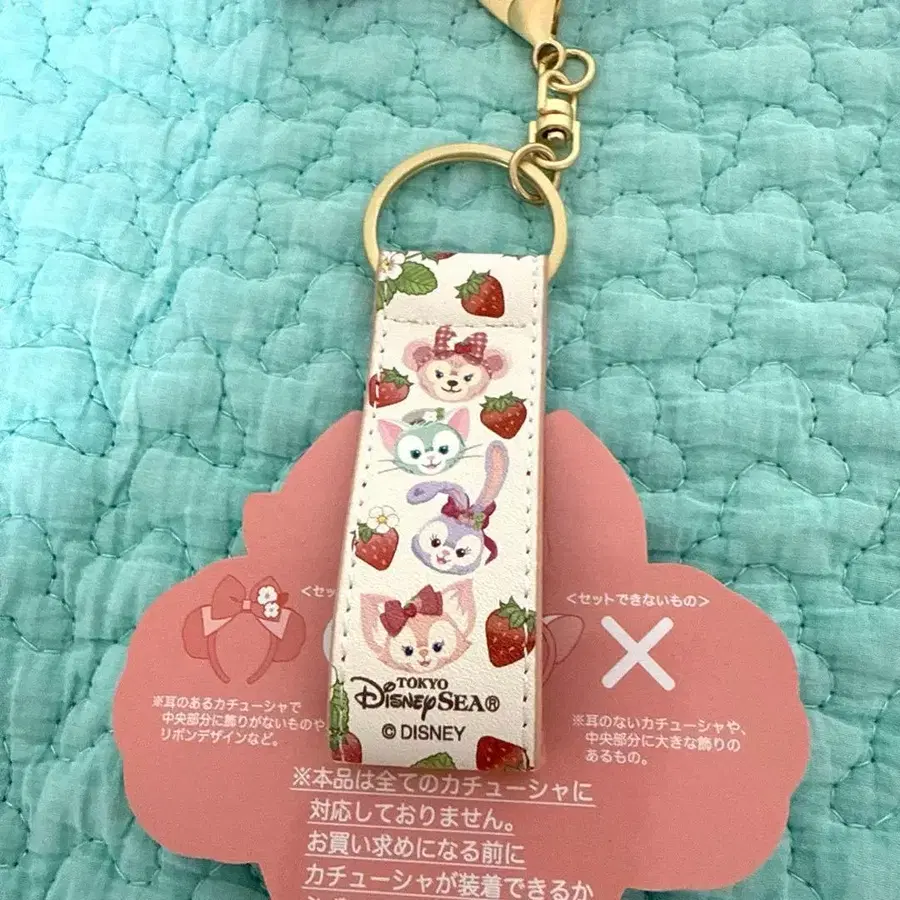 TOKYO
DISNEYSEA®
© DISNEY
<セッ
<セットできないもの>
※耳のあるカチューシャで
中央部分に飾りがないものや
リボンデザインなど。
※耳のないカチューシャや、
中央部分に大きな飾りの
あるもの。
※本品は全てのカチューシャに
対応しておりません。
お買い求めになる前に
カチューシャが装着できるか